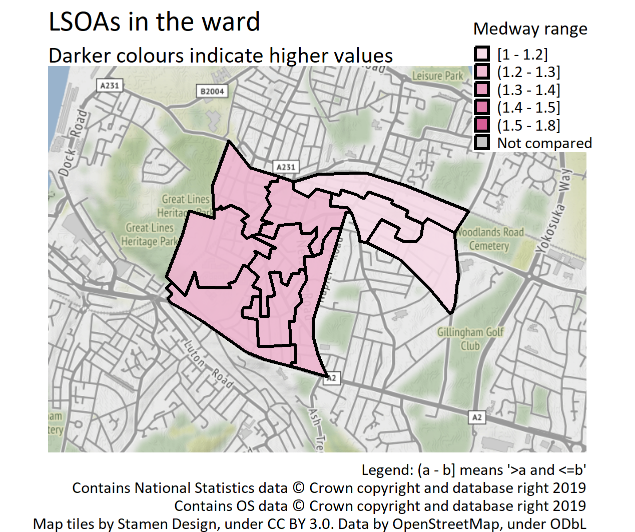 LSOAs in the ward
Darker colours indicate higher values
Medway range
[1 - 1.2]
(1.2 - 1.3]
(1.3 - 1.4]
(1.4 - 1.5]
(1.5 - 1.8]
Not compared
Leisure Park
A231
B2004
Dock Road
A231
Great Lines
Great Lines
Heritage Park
Yokosuka Way
Woodlands Road
Cemetery
Gillingham Golf
Club
Luton Road
A2
A2
Legend: (a - b] means '>a and <=b'
Contains National Statistics data © Crown copyright and database right 2019
Contains OS data © Crown copyright and database right 2019
Map tiles by Stamen Design, under CC BY 3.0. Data by OpenStreetMap, under ODbL